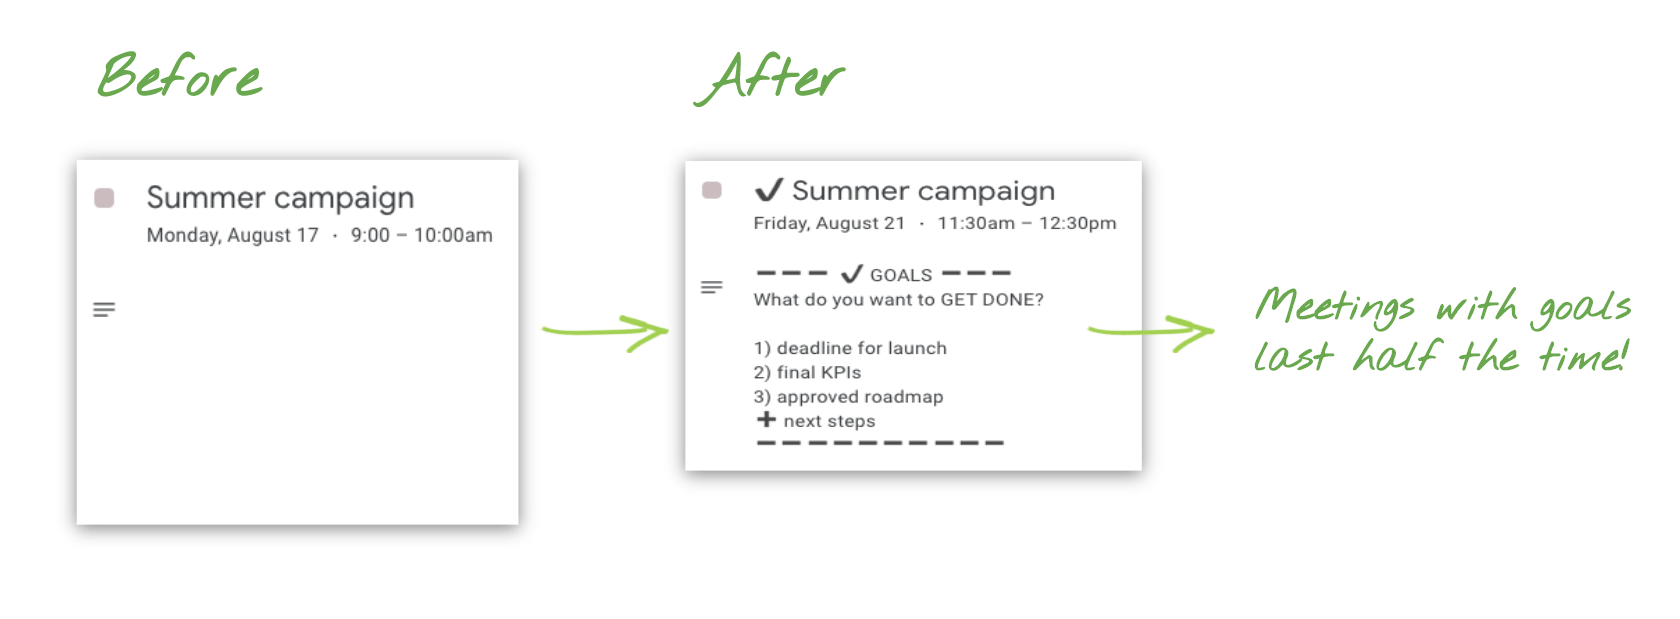 Before
Summer campaign
Monday, August 17 · 9:00 – 10:00am
After
✔ Summer campaign
Friday, August 21 · 11:30am – 12:30pm
➖➖➖ ✔ GOALS ➖➖➖
What do you want to GET DONE?
1) deadline for launch
2) final KPIs
3) approved roadmap
➕ next steps
➖➖➖➖➖➖➖➖➖➖
Meetings with goals
last half the time!